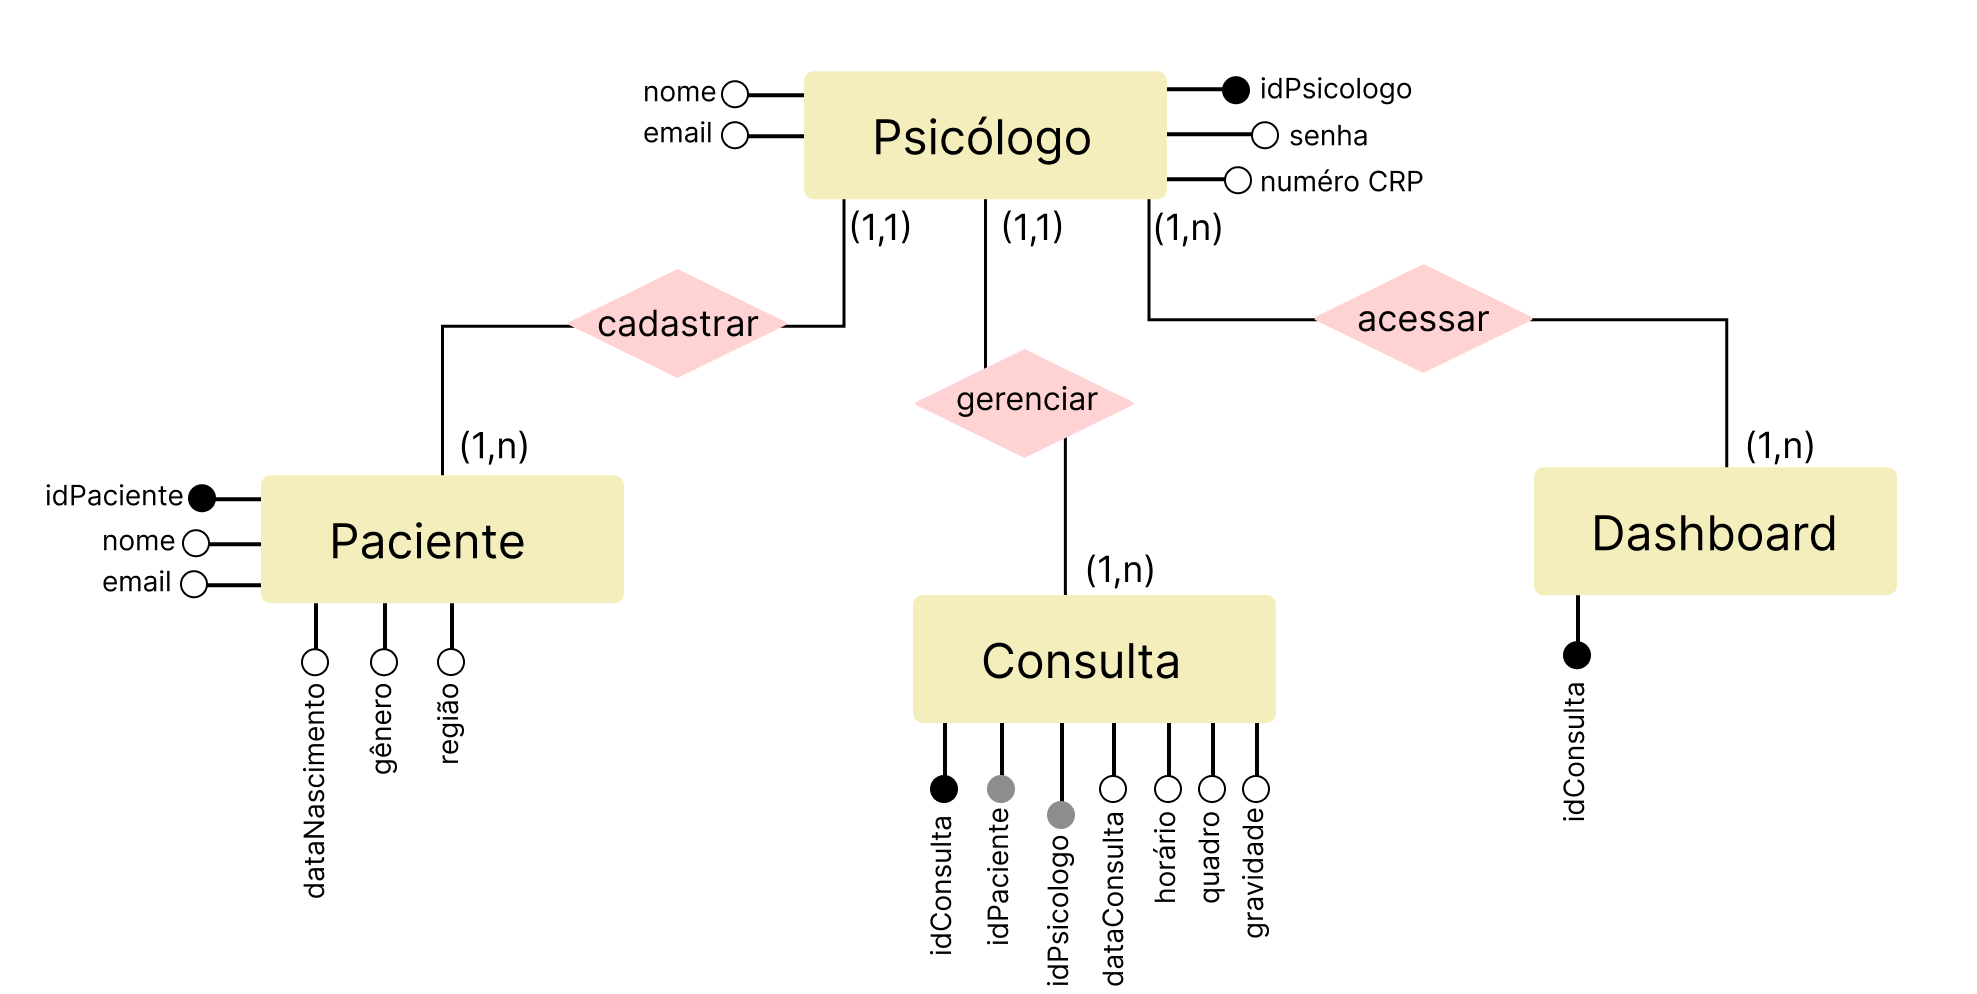 nome
email
Psicólogo
idPsicologo
senha
numéro CRP
(1,1)
(1,1)
(1,n)
cadastrar
gerenciar
acessar
(1,n)
(1,n)
(1,n)
idPaciente
nome
email
Paciente
dataNascimento
gênero
região
Consulta
idConsulta
idPaciente
idPsicologo
dataConsulta
horário
quadro
gravidade
Dashboard
idConsulta